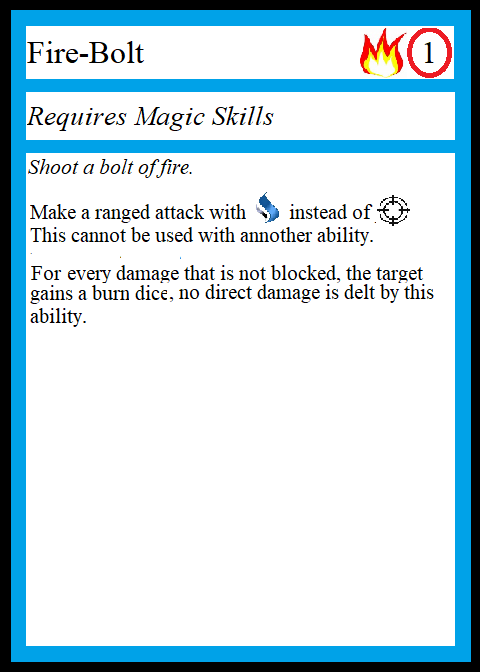 Fire-Bolt 1
Requires Magic Skills
Shoot a bolt of fire.
Make a ranged attack with instead of
This cannot be used with annother ability.
For every damage that is not blocked, the target
gains a burn dice, no direct damage is delt by this
ability.